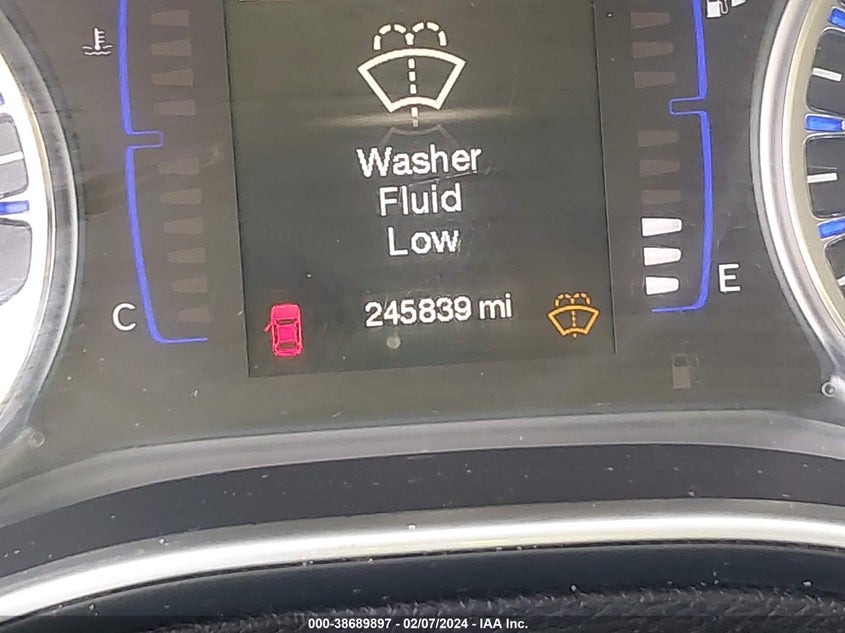 Washer
Fluid
Low
245839 mi
C
E
000-38689897 - 02/07/2024 - IAA Inc.